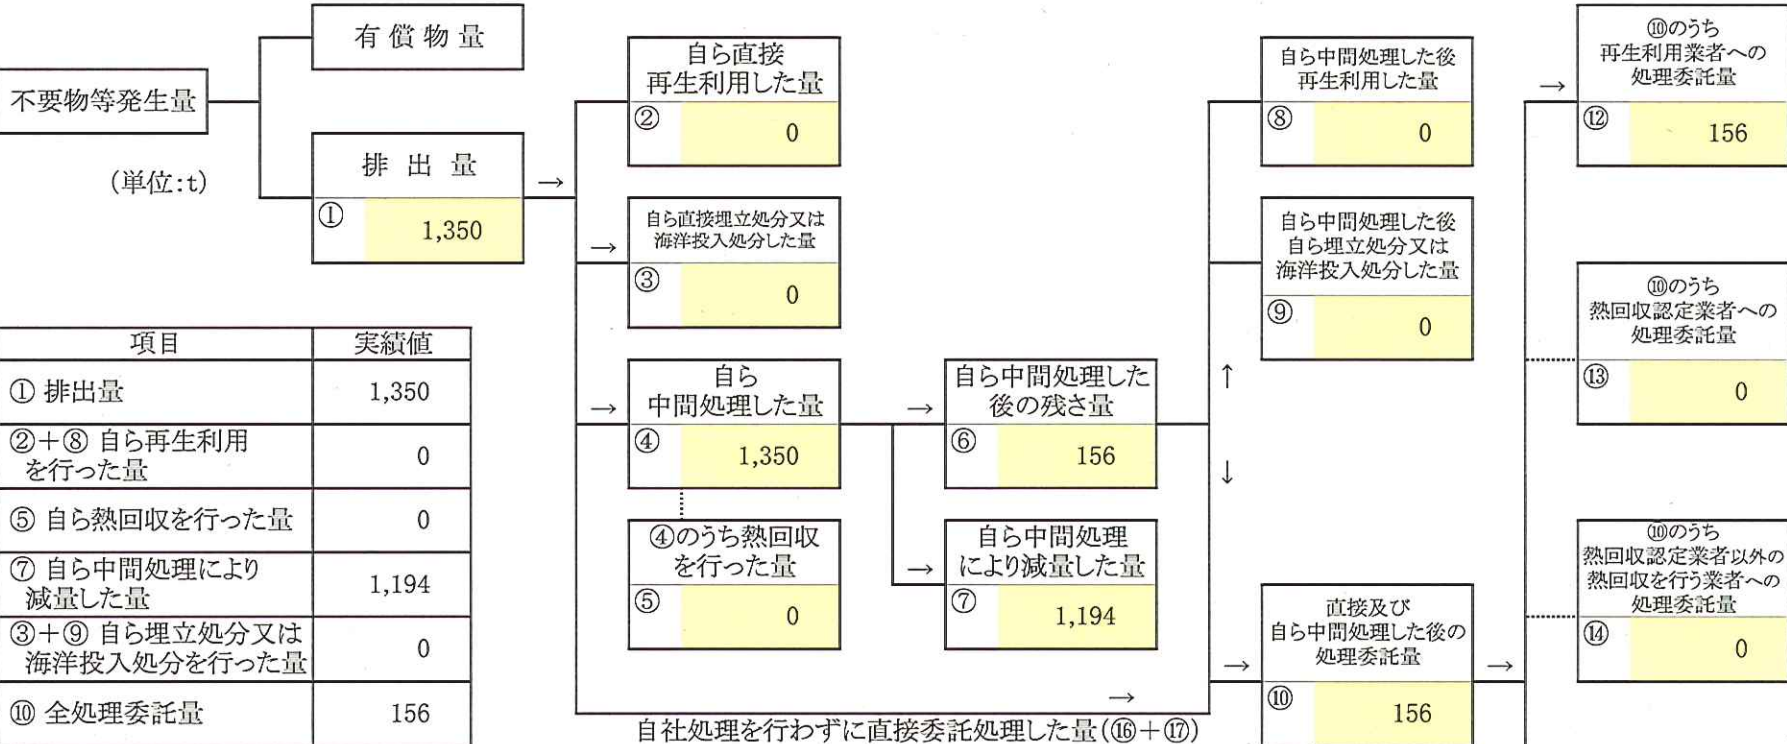 不要物等発生量
(単位:t)
有償物量
排出量
①
1,350
→
自ら直接
再生利用した量
②
0
→
自ら直接埋立処分又は
海洋投入処分した量
③
0
→
自ら
中間処理した量
④
1,350
④のうち熱回収
を行った量
⑤
0
→
自ら中間処理した
後の残さ量
⑥
156
→
自ら中間処理
により減量した量
⑦
1,194
↑
↓
自ら中間処理した後
再生利用した量
⑧
0
自ら中間処理した後
自ら埋立処分又は
海洋投入処分した量
⑨
0
→
自社処理を行わずに直接委託処理した量(⑯+⑰)
→
直接及び
自ら中間処理した後の
処理委託量
⑩
156
→
→
⑩のうち
再生利用業者への
処理委託量
⑫
156
⑩のうち
熱回収認定業者への
処理委託量
⑬
0
⑩のうち
熱回収認定業者以外の
熱回収を行う業者への
処理委託量
⑭
0
項目 実績値
① 排出量 1,350
②+⑧ 自ら再生利用
を行った量 0
⑤ 自ら熱回収を行った量 0
⑦ 自ら中間処理により
減量した量 1,194
③+⑨ 自ら埋立処分又は
海洋投入処分を行った量 0
⑩ 全処理委託量 156